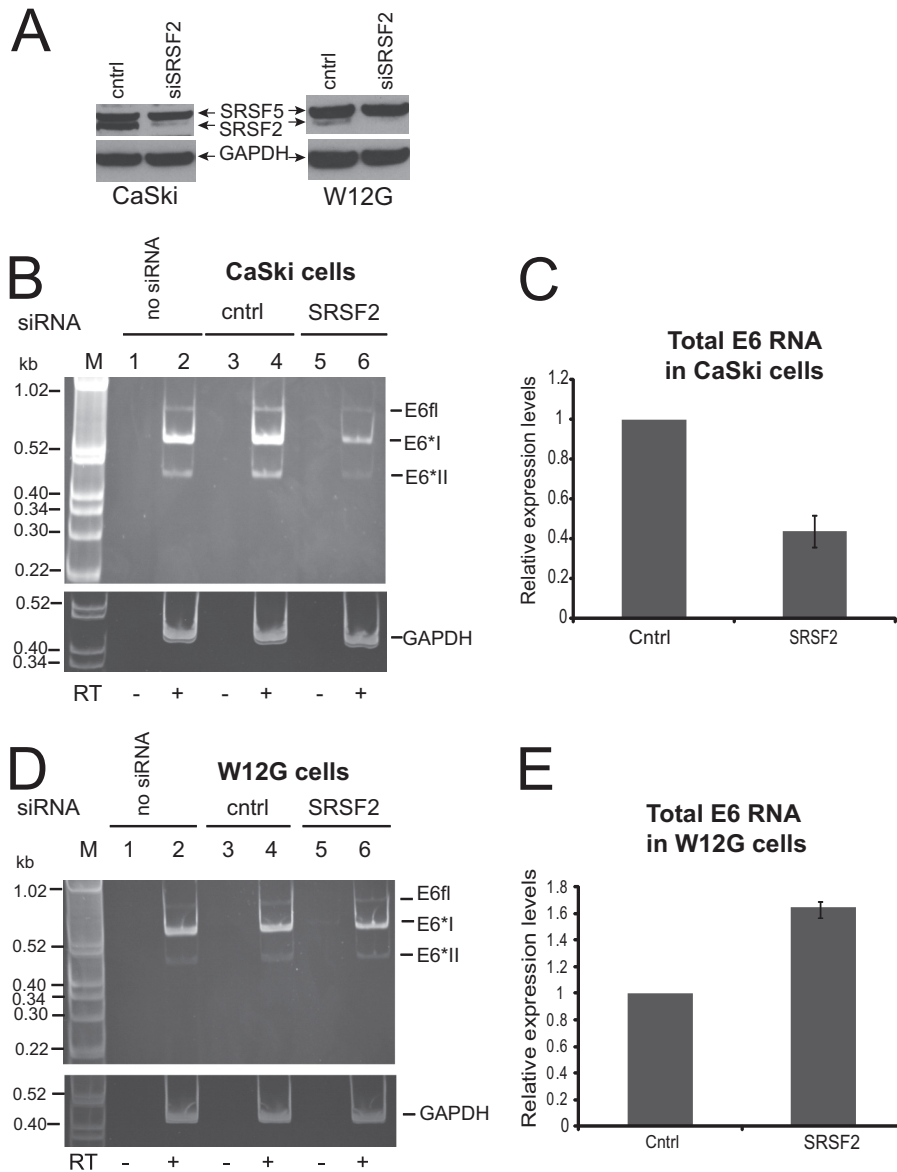 A
cntrl
siSRSF2
cntrl
siSRSF2
SRSF5
SRSF2
GAPDH
CaSki
W12G
B
no siRNA
CaSki cells
cntrl
SRSF2
siRNA
kb
M
1
2
3
4
5
6
1.02
0.52
0.40
0.34
0.30
0.22
E6fl
E6*I
E6*II
0.52
0.40
0.34
GAPDH
RT
-
+
-
+
-
+
C
Total E6 RNA
in CaSki cells
Relative expression levels
1.2
1
0.8
0.6
0.4
0.2
0
Cntrl
SRSF2
D
no siRNA
W12G cells
cntrl
SRSF2
siRNA
kb
M
1
2
3
4
5
6
1.02
0.52
0.40
0.34
0.30
0.22
E6fl
E6*I
E6*II
0.52
0.40
GAPDH
RT
-
+
-
+
-
+
E
Total E6 RNA
in W12G cells
Relative expression levels
1.8
1.6
1.4
1.2
1
0.8
0.6
0.4
0.2
0
Cntrl
SRSF2